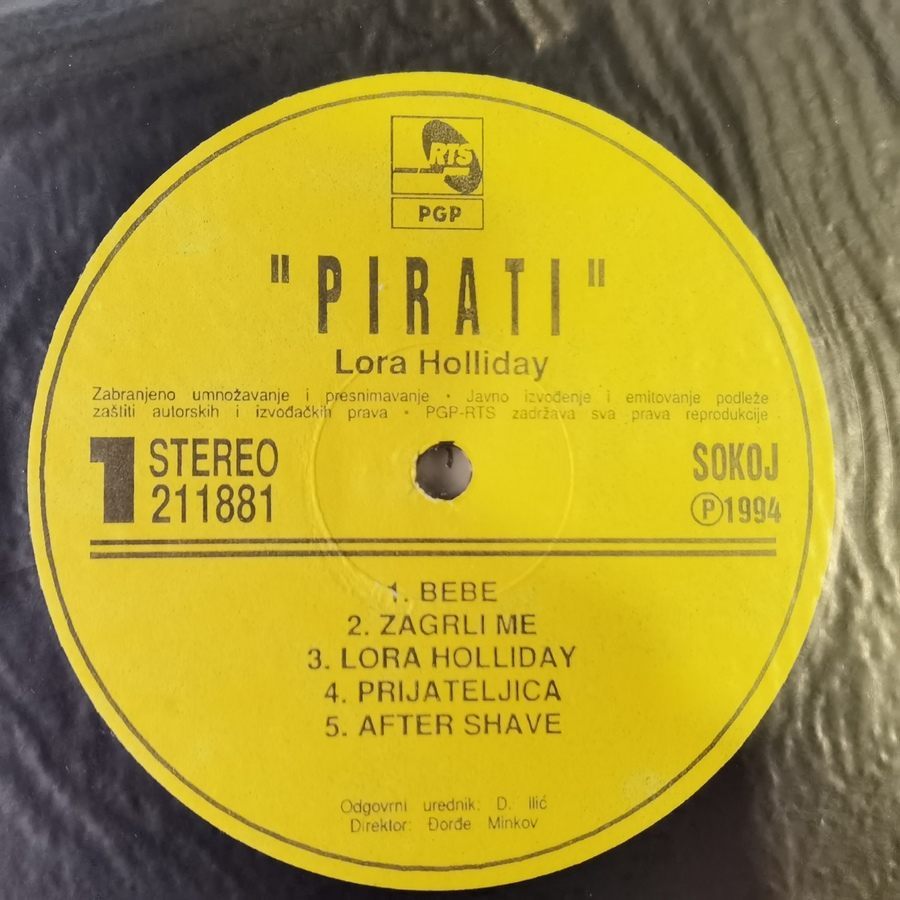 RTS
PGP
"PIRATI"
Lora Holliday
Zabranjeno umnožavanje i presnimavanje • Javno izvođenje i emitovanje podleže
zaštiti autorskih i izvođačkih prava • PGP-RTS zadržava sva prava reprodukcije
1 STEREO SOKOJ
211881 Ⓟ1994
1. BEBE
2. ZAGRLI ME
3. LORA HOLLIDAY
4. PRIJATELJICA
5. AFTER SHAVE
Odgovrni urednik: D. Ilić
Direktor: Đorđe Minkov